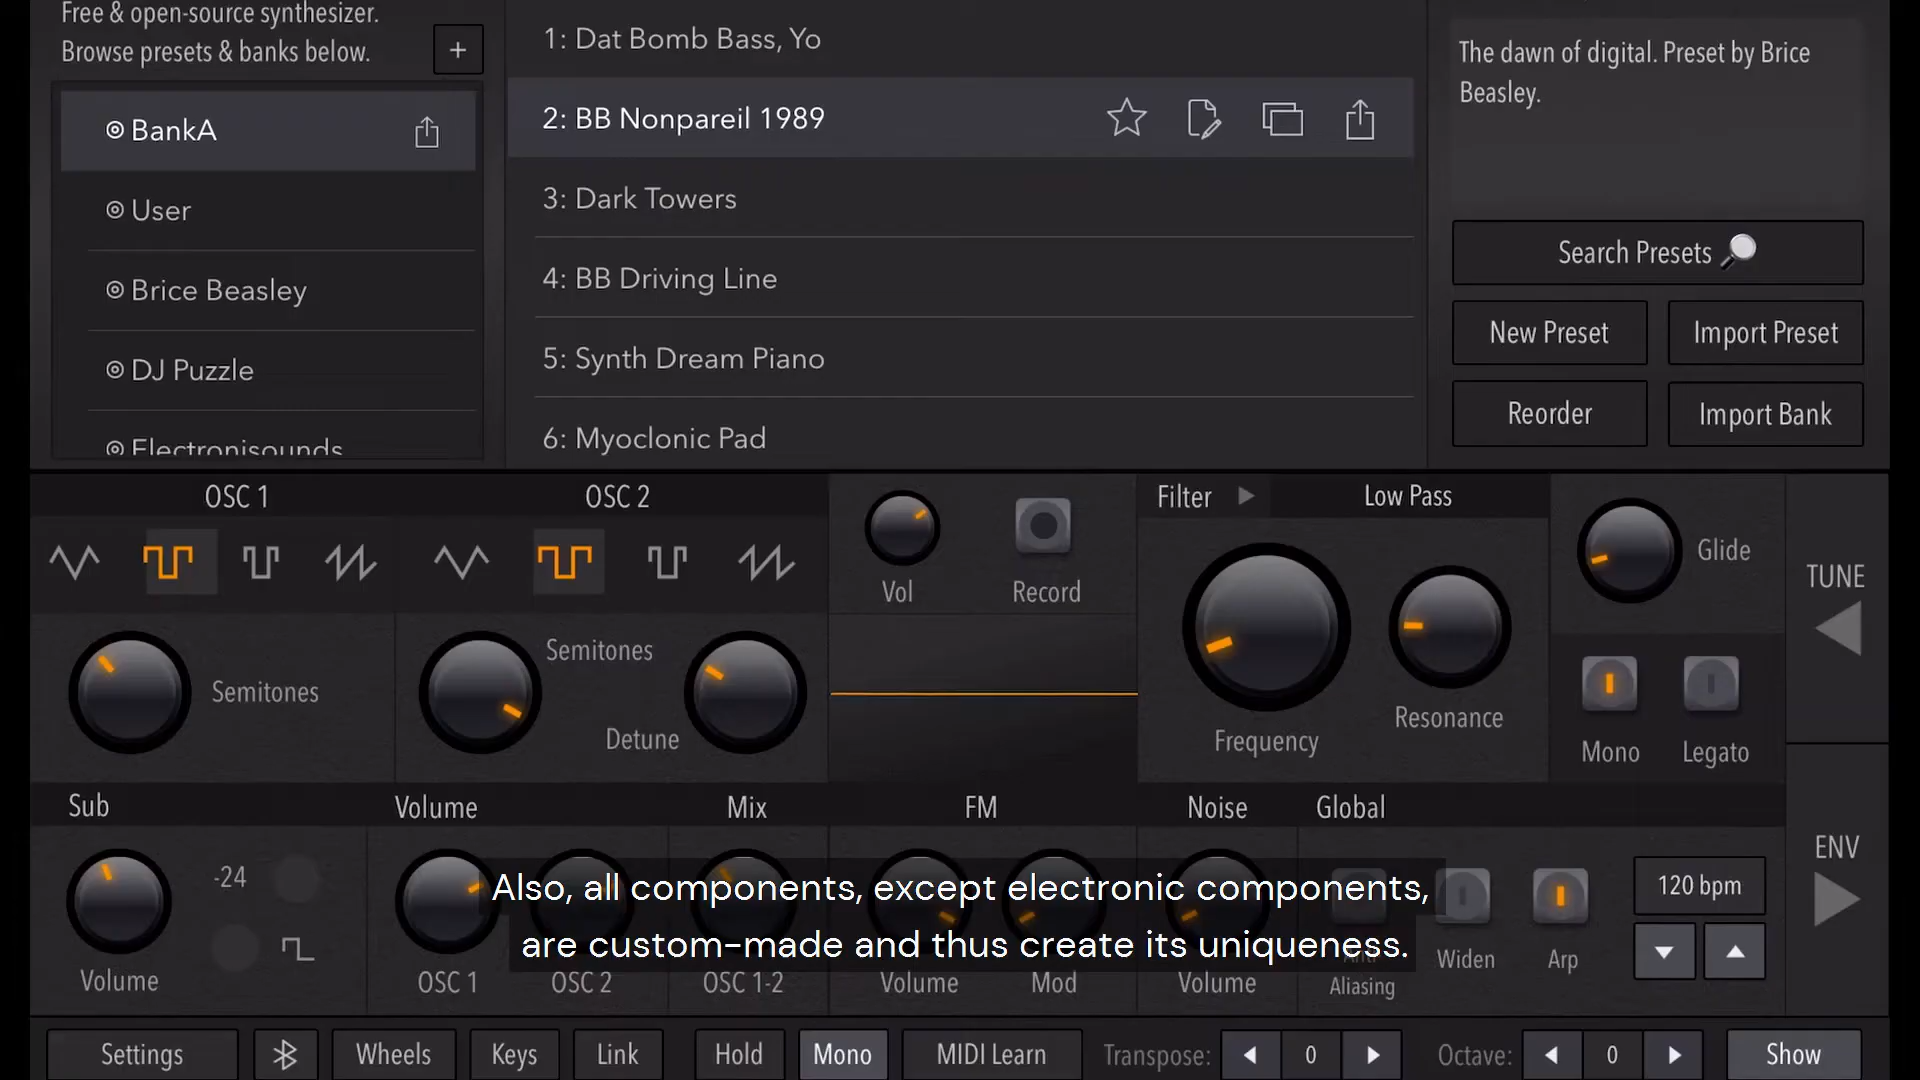 Free & open-source synthesizer.
Browse presets & banks below.
+
BankA
User
Brice Beasley
DJ Puzzle
Electronisounds
1: Dat Bomb Bass, Yo
2: BB Nonpareil 1989
3: Dark Towers
4: BB Driving Line
5: Synth Dream Piano
6: Myoclonic Pad
The dawn of digital. Preset by Brice
Beasley.
Search Presets
New Preset
Import Preset
Reorder
Import Bank
OSC 1
OSC 2
Semitones
Semitones
Detune
Vol
Record
Filter
Low Pass
Frequency
Resonance
Glide
Mono
Legato
TUNE
Sub
Volume
Mix
FM
Noise
Global
-24
Volume
OSC 1
OSC 2
OSC 1-2
Volume
Mod
Volume
Aliasing
Widen
Arp
120 bpm
ENV
Also, all components, except electronic components,
are custom-made and thus create its uniqueness.
Settings
Wheels
Keys
Link
Hold
Mono
MIDI Learn
Transpose:
0
Octave:
0
Show